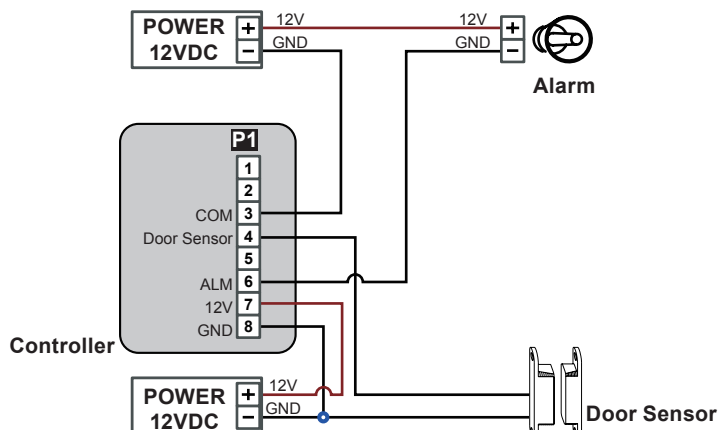 POWER + 12V 12V +
12VDC − GND GND −
Alarm
P1
1
2
COM 3
Door Sensor 4
5
ALM 6
12V 7
GND 8
Controller
POWER + 12V
12VDC − GND
Door Sensor